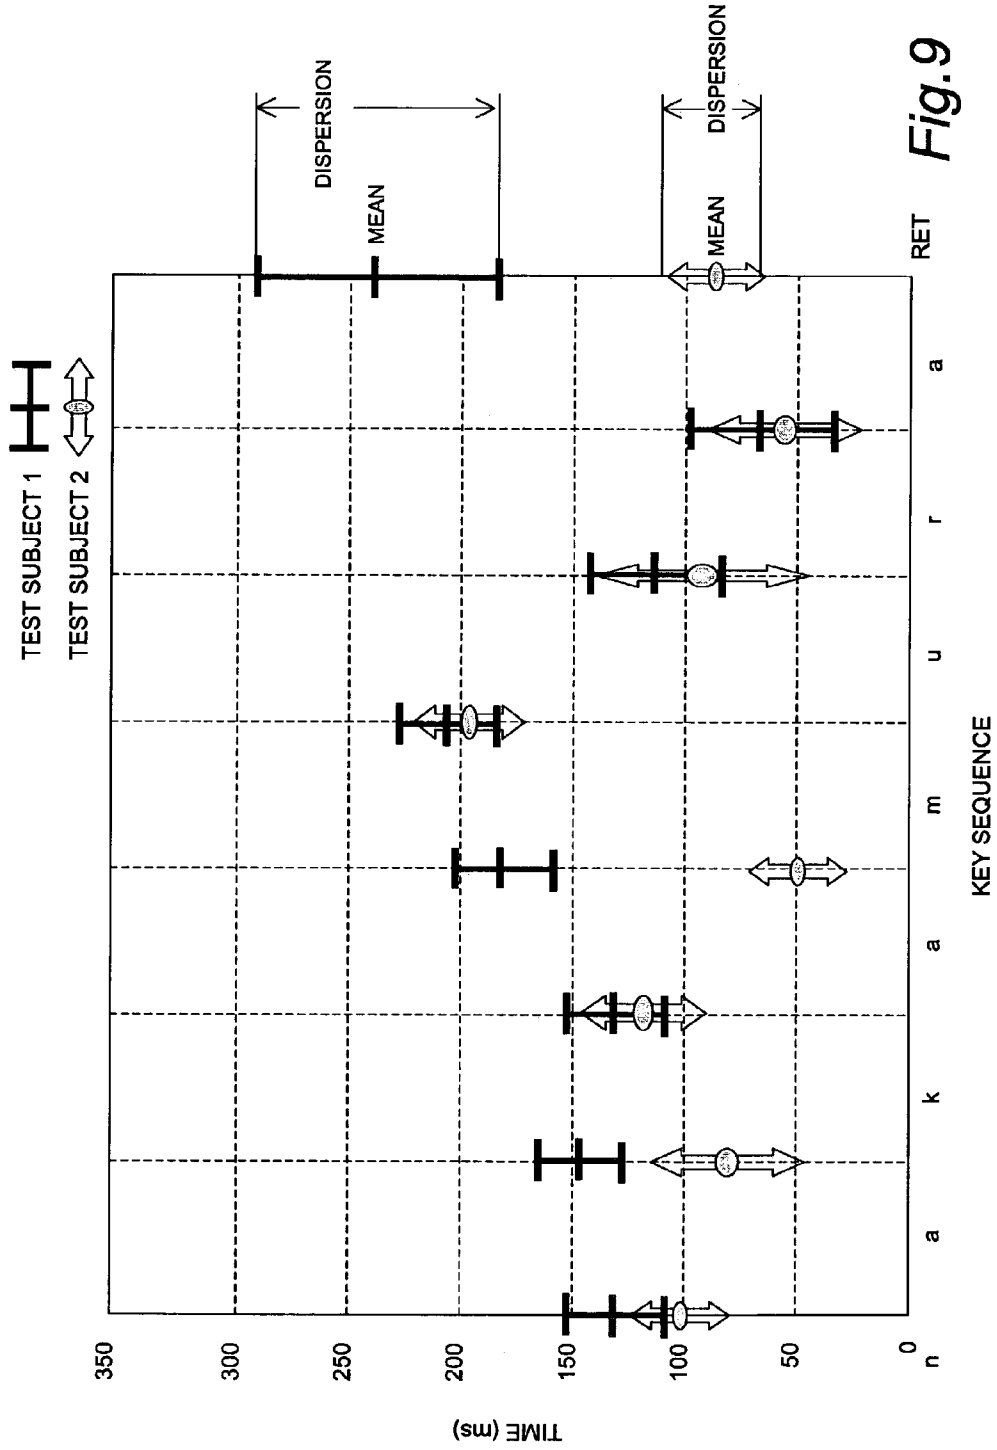 TEST SUBJECT 1
TEST SUBJECT 2
TIME (ms)
350
300
250
200
150
100
50
0
n a k a m u r a RET
KEY SEQUENCE
DISPERSION
MEAN
DISPERSION
MEAN
Fig.9